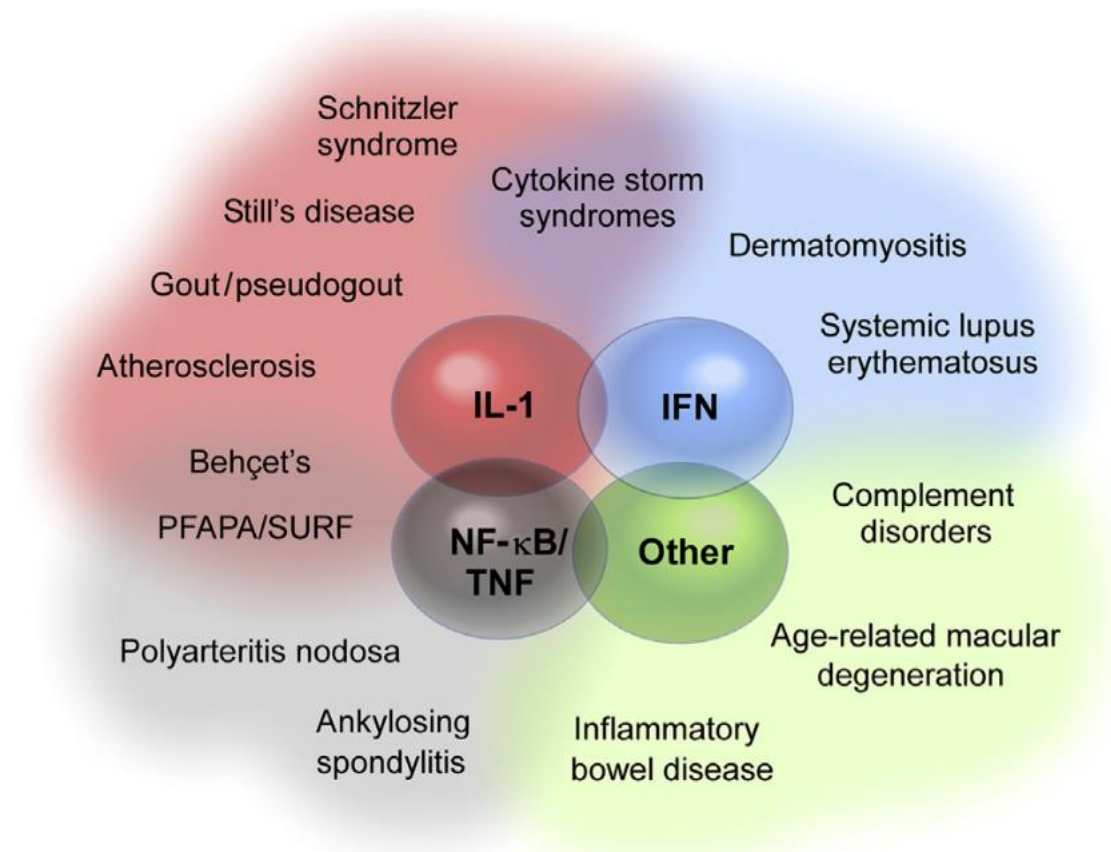 Schnitzler
syndrome
Cytokine storm
syndromes
Still's disease
Dermatomyositis
Gout/pseudogout
Systemic lupus
erythematosus
Atherosclerosis
IL-1
IFN
Behçet's
Complement
disorders
PFAPA/SURF
NF-κB/
TNF
Other
Polyarteritis nodosa
Age-related macular
degeneration
Ankylosing
spondylitis
Inflammatory
bowel disease